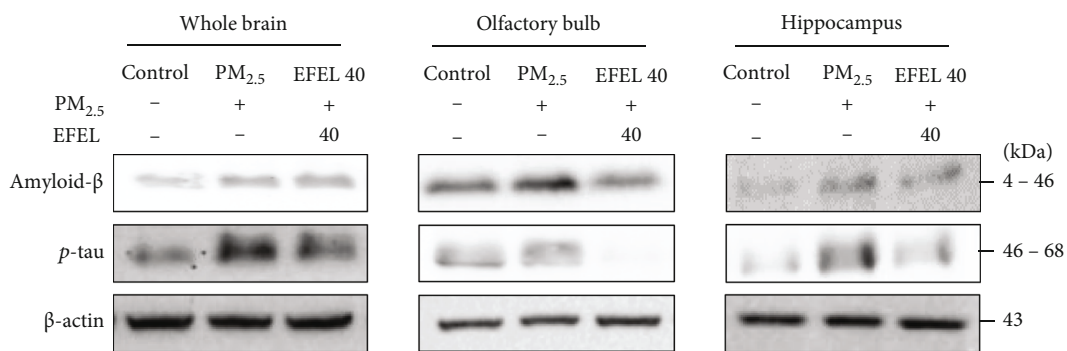 Whole brain Olfactory bulb Hippocampus
Control PM2.5 EFEL 40 Control PM2.5 EFEL 40 Control PM2.5 EFEL 40
PM2.5 – + + – + + – + +
EFEL – – 40 – – 40 – – 40
(kDa)
Amyloid-β 4 – 46
p-tau 46 – 68
β-actin 43